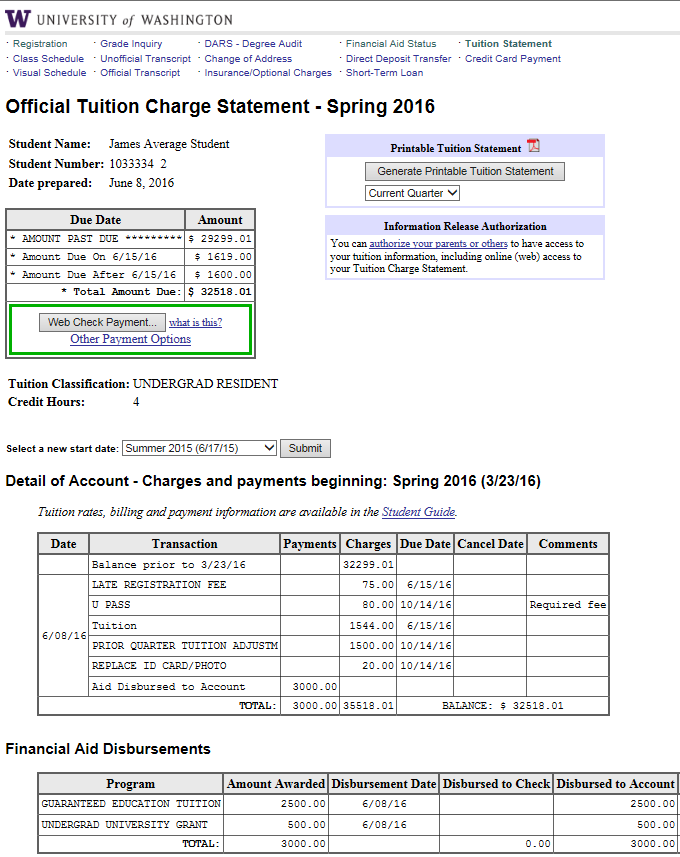 W UNIVERSITY of WASHINGTON
· Registration · Grade Inquiry · DARS - Degree Audit · Financial Aid Status · Tuition Statement
· Class Schedule · Unofficial Transcript · Change of Address · Direct Deposit Transfer · Credit Card Payment
· Visual Schedule · Official Transcript · Insurance/Optional Charges · Short-Term Loan
Official Tuition Charge Statement - Spring 2016
Student Name: James Average Student
Student Number: 1033334 2
Date prepared: June 8, 2016
Printable Tuition Statement
Generate Printable Tuition Statement
Current Quarter
Information Release Authorization
You can authorize your parents or others to have access to
your tuition information, including online (web) access to
your Tuition Charge Statement.
Due Date Amount
* AMOUNT PAST DUE ********* $ 29299.01
* Amount Due On 6/15/16 $ 1619.00
* Amount Due After 6/15/16 $ 1600.00
* Total Amount Due: $ 32518.01
Web Check Payment... what is this?
Other Payment Options
Tuition Classification: UNDERGRAD RESIDENT
Credit Hours: 4
Select a new start date: Summer 2015 (6/17/15) Submit
Detail of Account - Charges and payments beginning: Spring 2016 (3/23/16)
Tuition rates, billing and payment information are available in the Student Guide.
Date Transaction Payments Charges Due Date Cancel Date Comments
Balance prior to 3/23/16 32299.01
LATE REGISTRATION FEE 75.00 6/15/16
U PASS 80.00 10/14/16 Required fee
6/08/16 Tuition 1544.00 6/15/16
PRIOR QUARTER TUITION ADJUSTM 1500.00 10/14/16
REPLACE ID CARD/PHOTO 20.00 10/14/16
Aid Disbursed to Account 3000.00
TOTAL: 3000.00 35518.01 BALANCE: $ 32518.01
Financial Aid Disbursements
Program Amount Awarded Disbursement Date Disbursed to Check Disbursed to Account
GUARANTEED EDUCATION TUITION 2500.00 6/08/16 2500.00
UNDERGRAD UNIVERSITY GRANT 500.00 6/08/16 500.00
TOTAL: 3000.00 0.00 3000.00